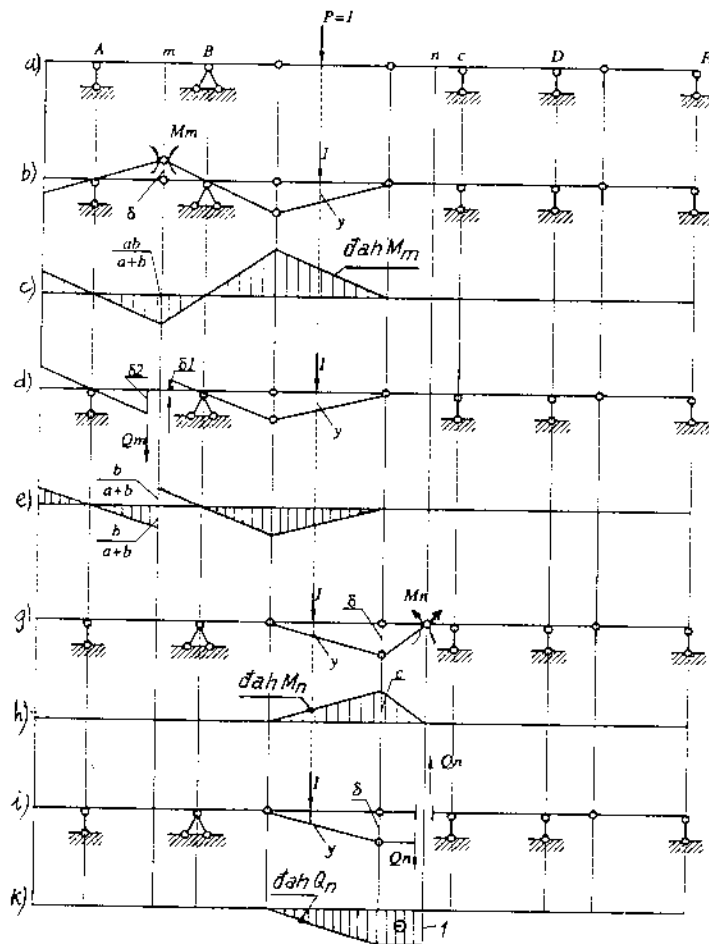 P=1
a) A m B n c D
b) Mm δ 1 y
c) ab
a+b đah Mm
d) δ2 δ1 1 y
Qm
e) b
a+b
b
a+b
g) 1 δ Mn y
h) đah Mn c
Qn
i) 1 δ y Qn
k) đah Qn ⊖ 1